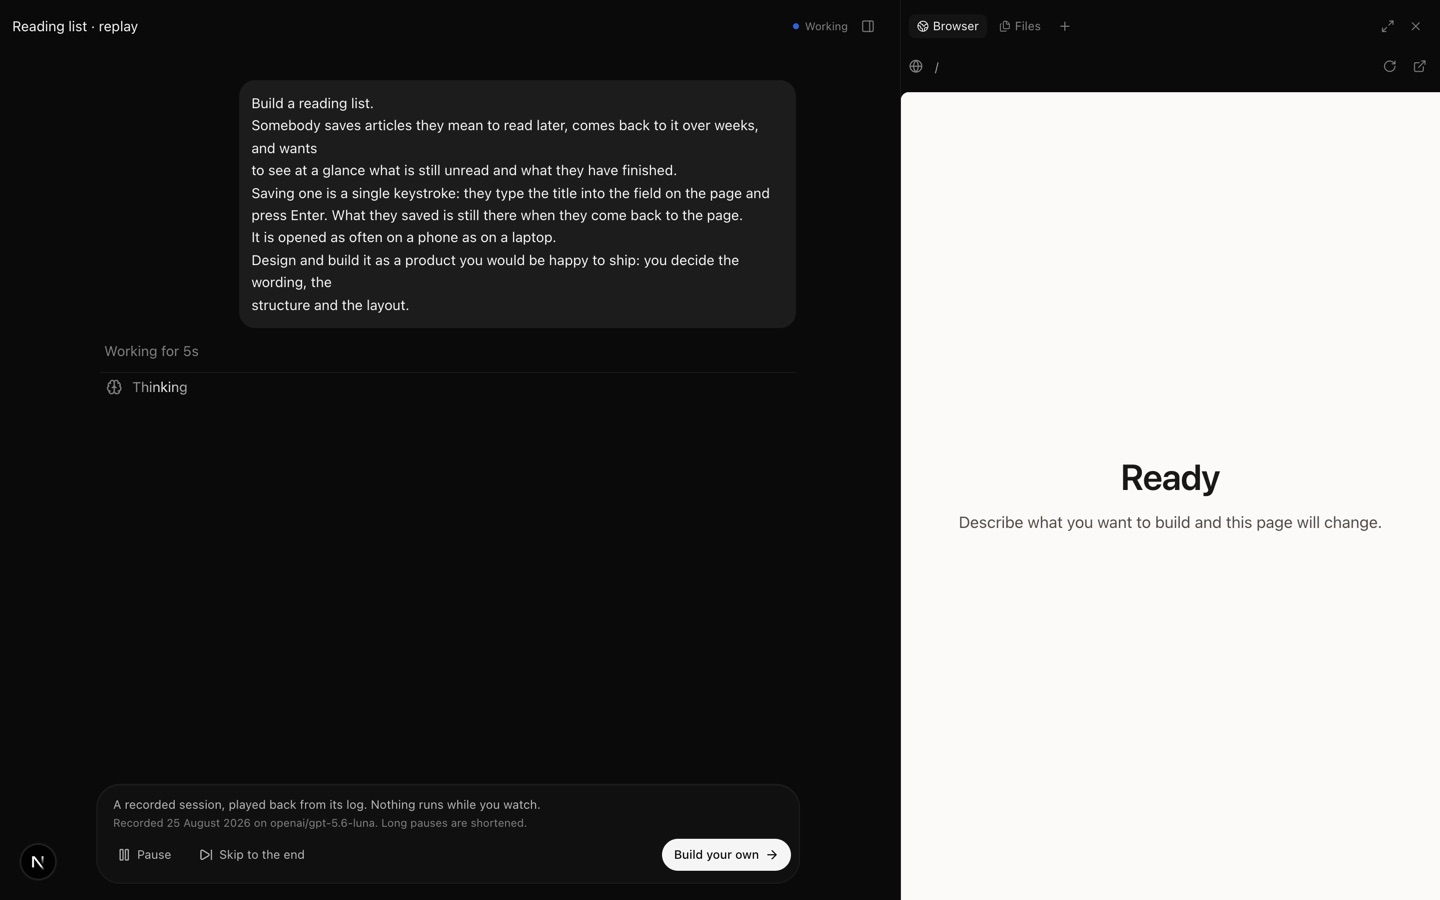 Reading list · replay
Working
Browser
Files
/
Build a reading list.
Somebody saves articles they mean to read later, comes back to it over weeks,
and wants
to see at a glance what is still unread and what they have finished.
Saving one is a single keystroke: they type the title into the field on the page and
press Enter. What they saved is still there when they come back to the page.
It is opened as often on a phone as on a laptop.
Design and build it as a product you would be happy to ship: you decide the
wording, the
structure and the layout.
Working for 5s
Thinking
Ready
Describe what you want to build and this page will change.
A recorded session, played back from its log. Nothing runs while you watch.
Recorded 25 August 2026 on openai/gpt-5.6-luna. Long pauses are shortened.
Pause
Skip to the end
Build your own →
N